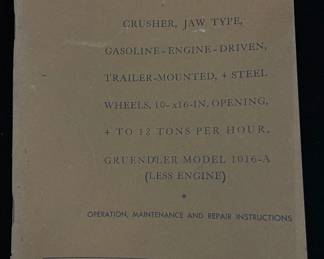 CRUSHER, JAW TYPE,
GASOLINE-ENGINE-DRIVEN,
TRAILER-MOUNTED, 4 STEEL
WHEELS, 10- x16-IN. OPENING,
4 TO 12 TONS PER HOUR,
GRUENDLER MODEL 1016-A
(LESS ENGINE)
OPERATION, MAINTENANCE AND REPAIR INSTRUCTIONS